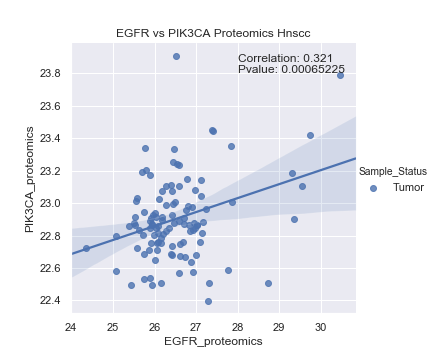 EGFR vs PIK3CA Proteomics Hnscc
Correlation: 0.321
Pvalue: 0.00065225
23.8
23.6
23.4
23.2
23.0
22.8
22.6
22.4
PIK3CA_proteomics
Sample_Status
Tumor
24 25 26 27 28 29 30
EGFR_proteomics